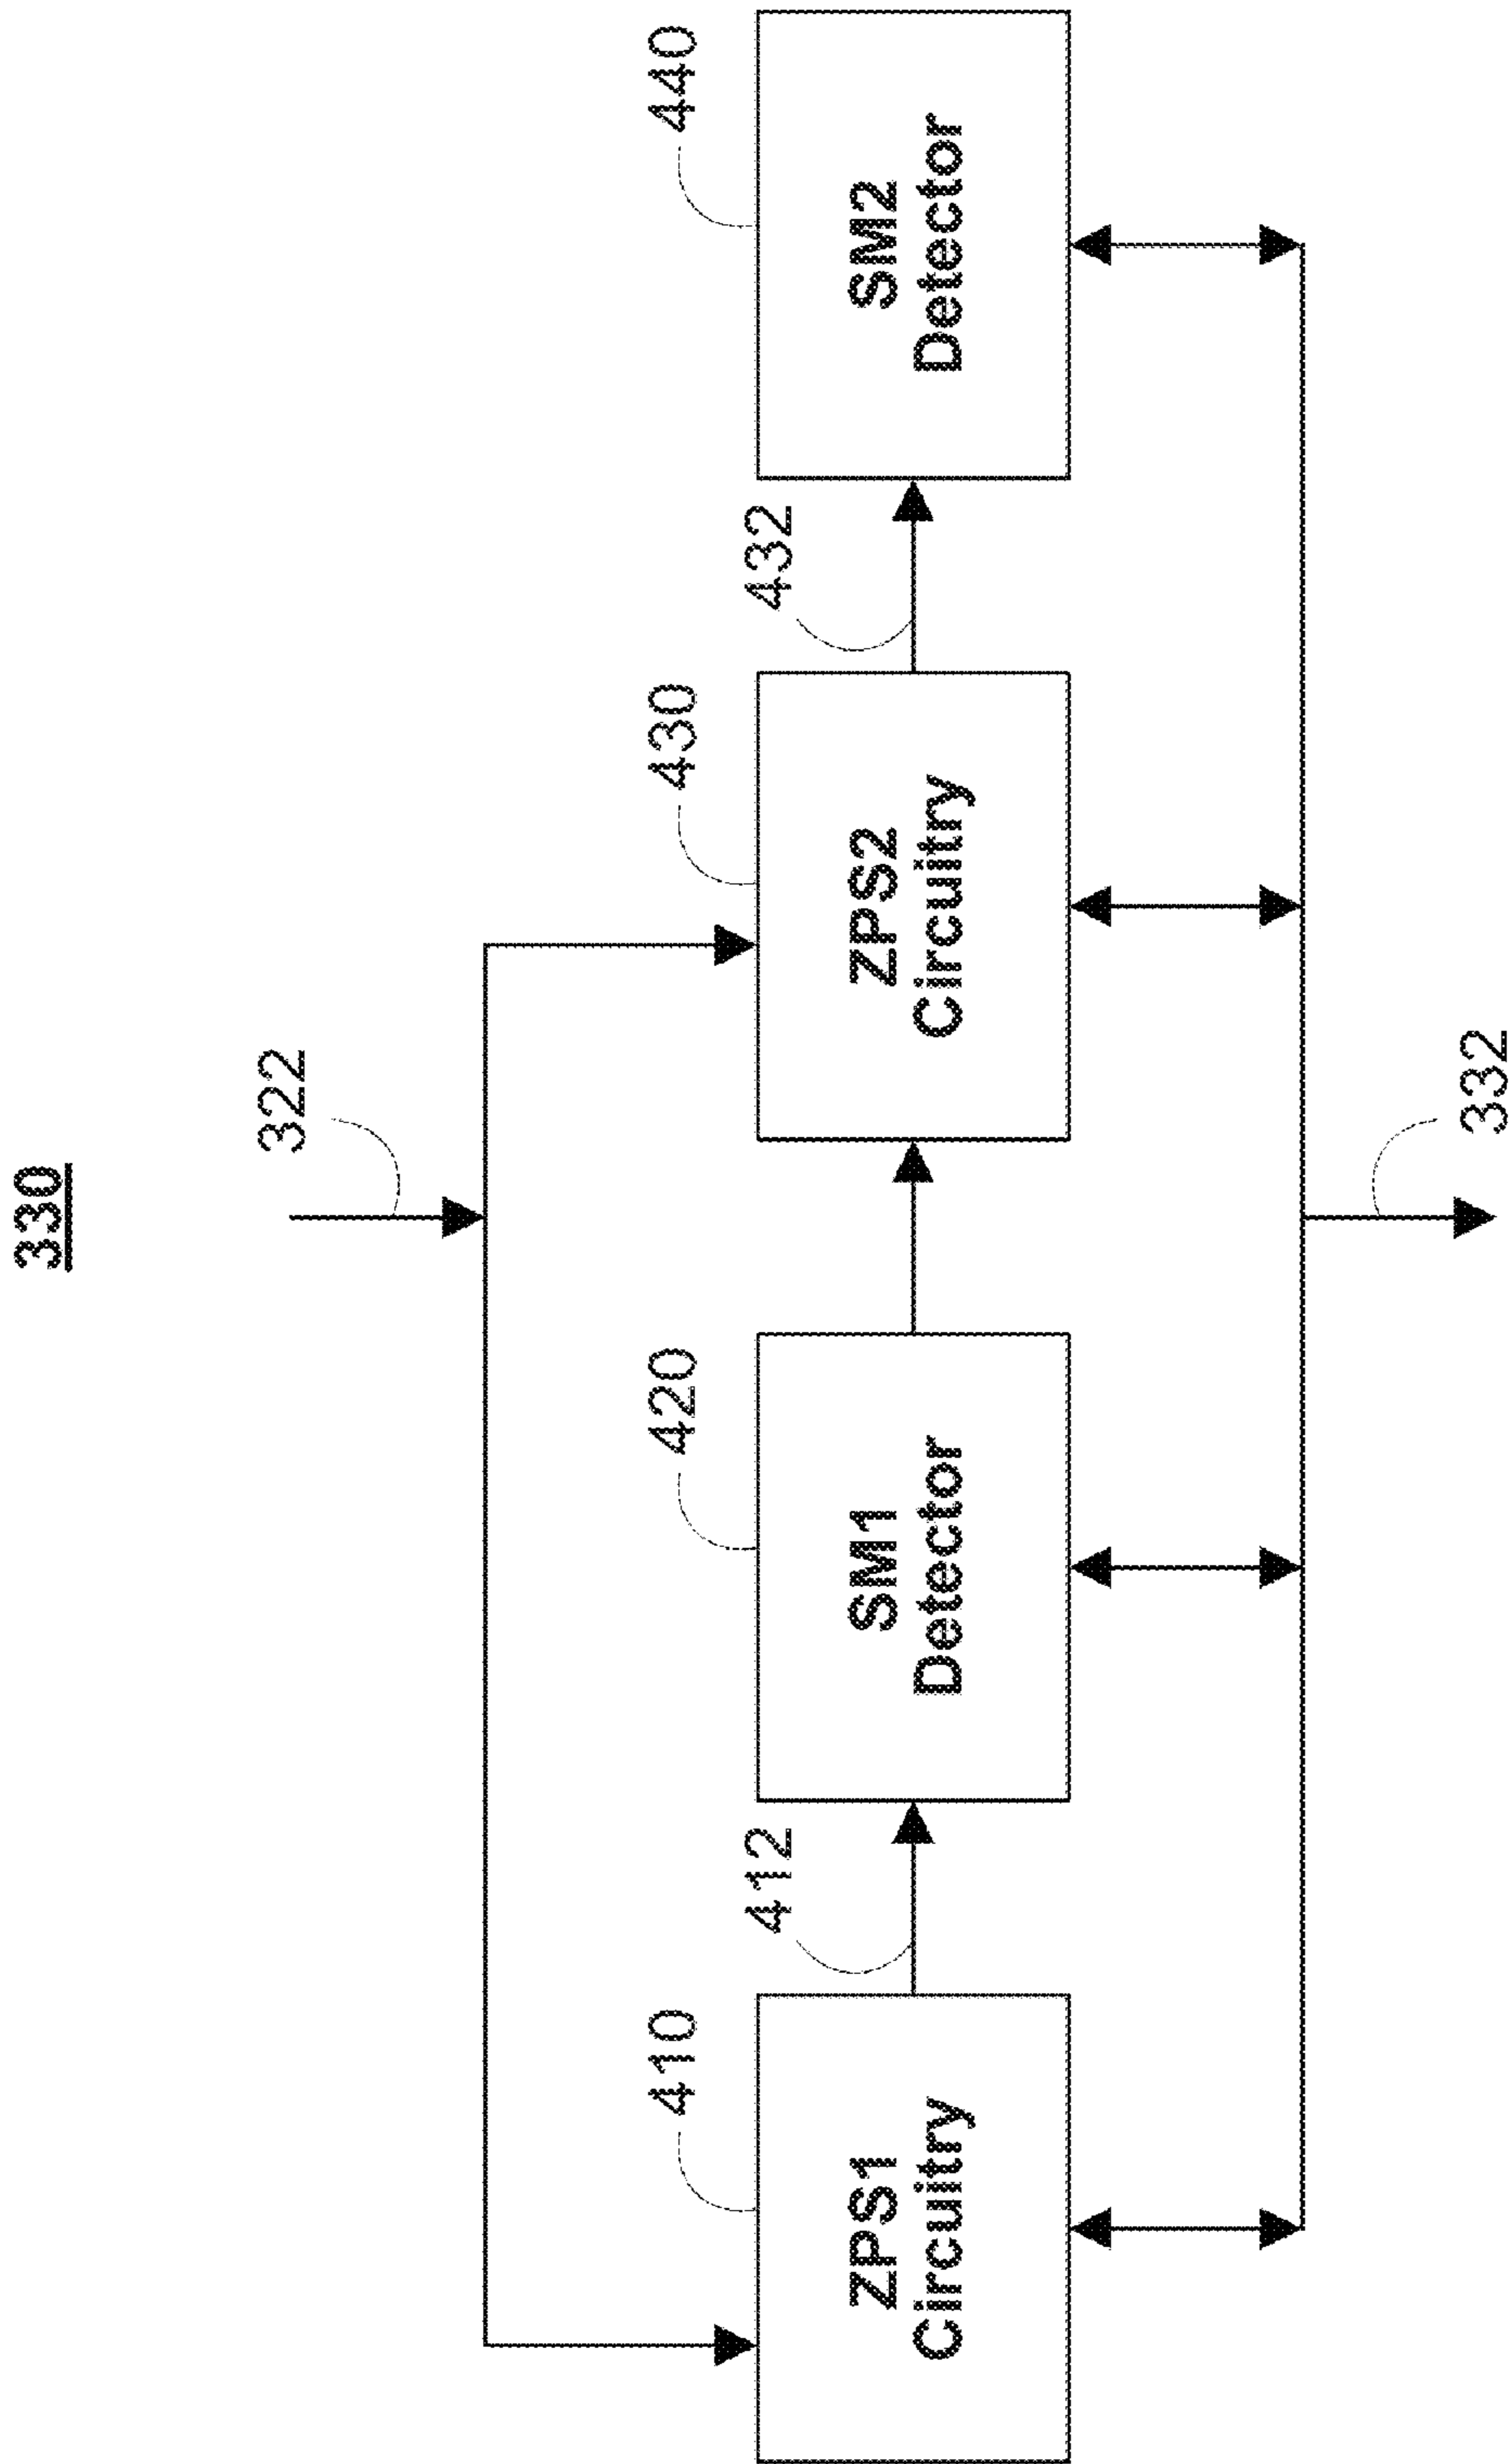 330
322
410
ZPS1
Circuitry
412
420
SM1
Detector
430
ZPS2
Circuitry
432
440
SM2
Detector
332